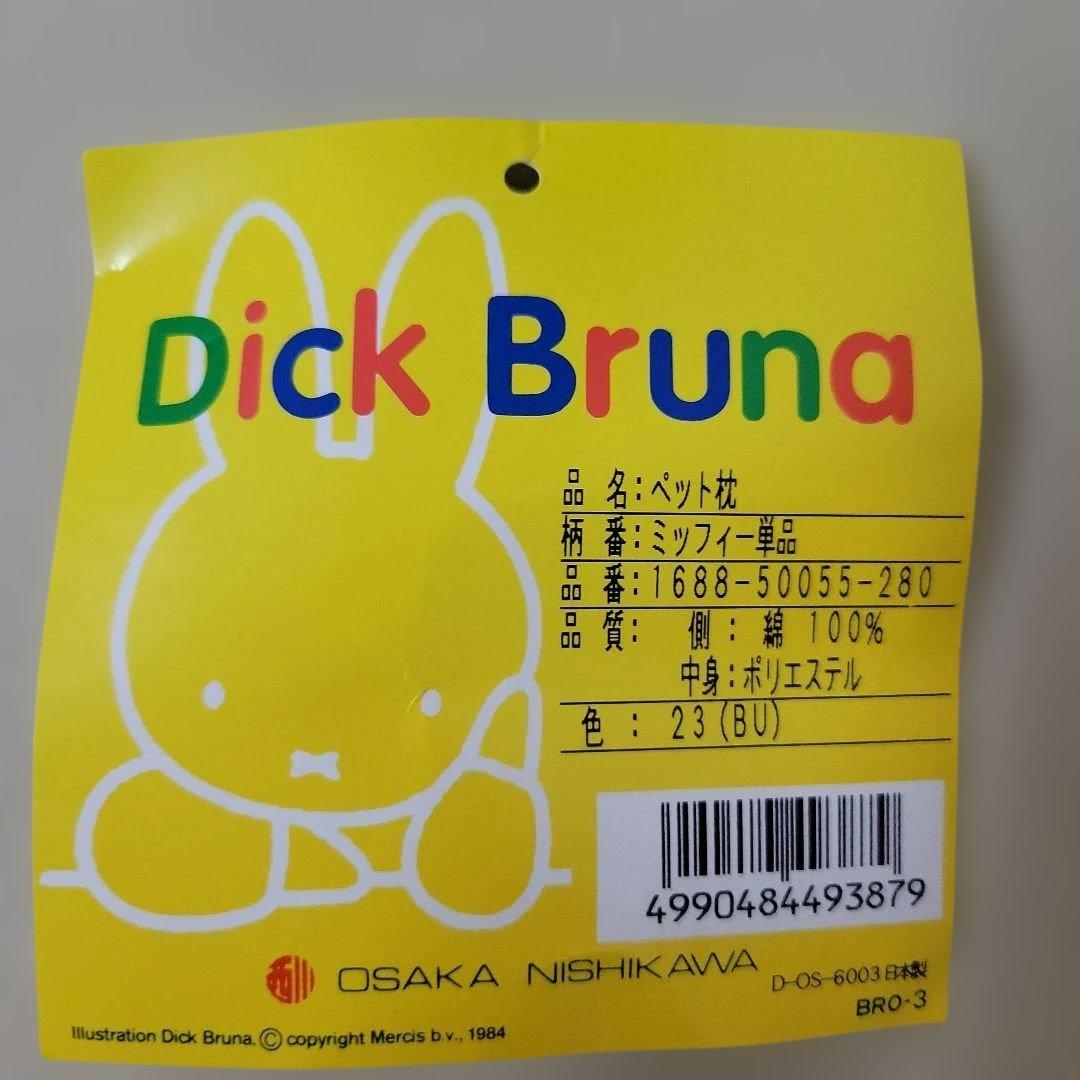 Dick Bruna
品 名:ペット枕
柄 番:ミッフィー単品
品 番:1688-50055-280
品 質: 側 : 綿 100%
中身:ポリエステル
色 : 23(BU)
4990484493879
西川 OSAKA NISHIKAWA
D-OS-6003 日本製
BRO-3
Illustration Dick Bruna. © copyright Mercis b.v., 1984